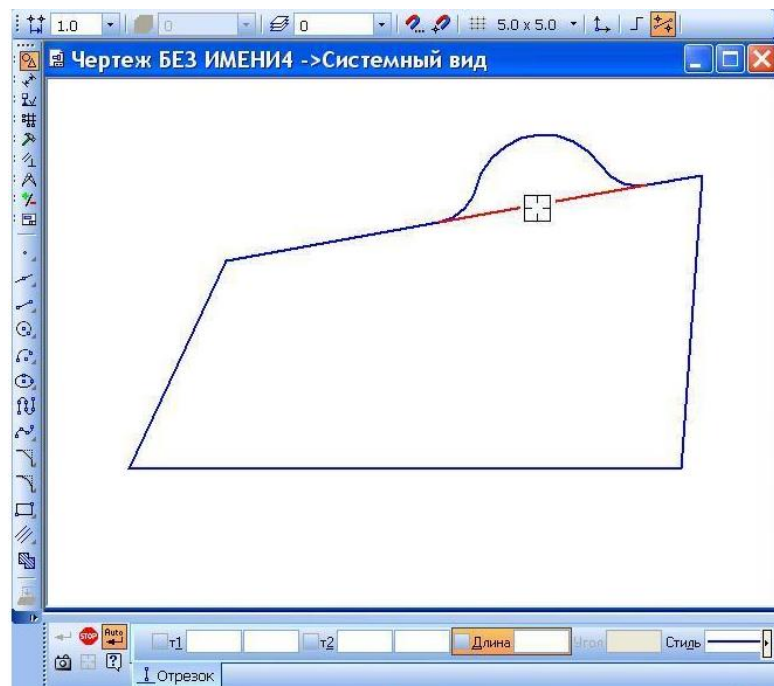 1.0 0 0 5.0 x 5.0
Чертеж БЕЗ ИМЕНИ4 ->Системный вид
STOP Auto т1 т2 Длина Угол Стиль
Отрезок